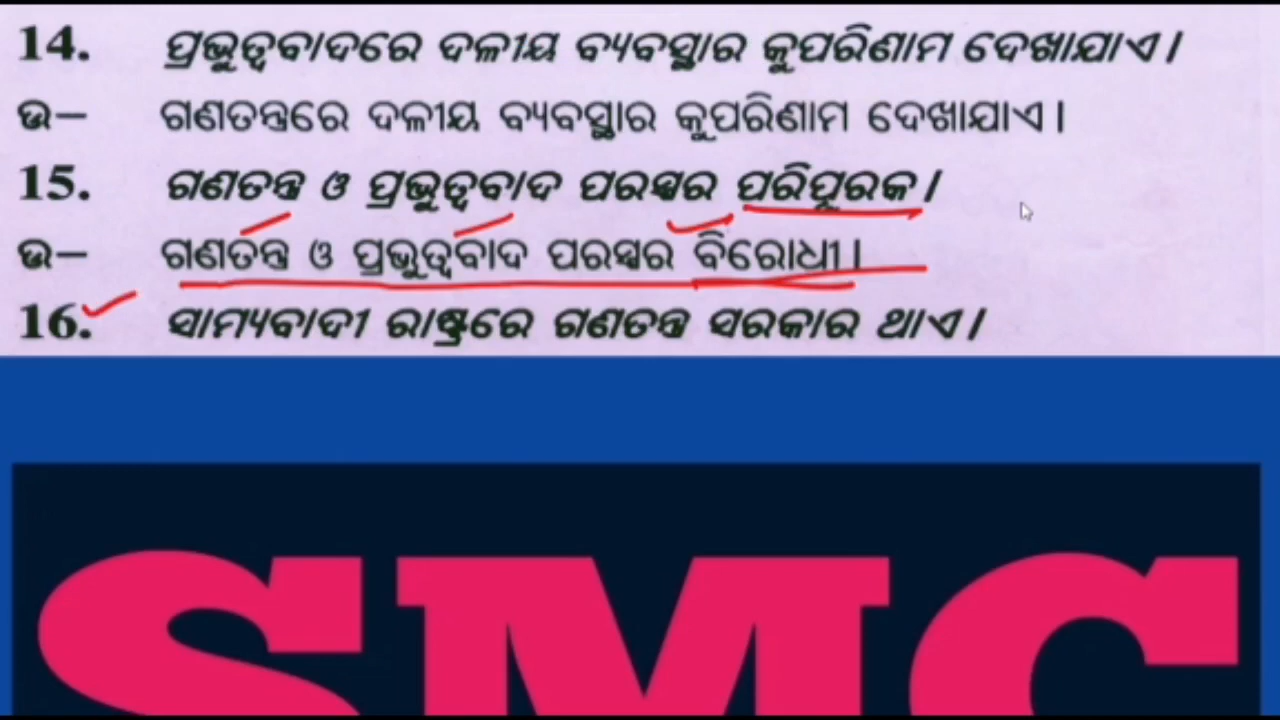 14. ପ୍ରଭୁତ୍ୱବାଦରେ ଦଳୀୟ ବ୍ୟବସ୍ଥାର କୁପରିଣାମ ଦେଖାଯାଏ।
ଉ– ଗଣତନ୍ତ୍ରରେ ଦଳୀୟ ବ୍ୟବସ୍ଥାର କୁପରିଣାମ ଦେଖାଯାଏ।
15. ଗଣତନ୍ତ୍ର ଓ ପ୍ରଭୁତ୍ୱବାଦ ପରସ୍ପର ପରିପୂରକ।
ଉ– ଗଣତନ୍ତ୍ର ଓ ପ୍ରଭୁତ୍ୱବାଦ ପରସ୍ପର ବିରୋଧୀ।
16. ସାମ୍ୟବାଦୀ ରାଷ୍ଟ୍ରରେ ଗଣତନ୍ତ୍ର ସରକାର ଥାଏ।
SMC